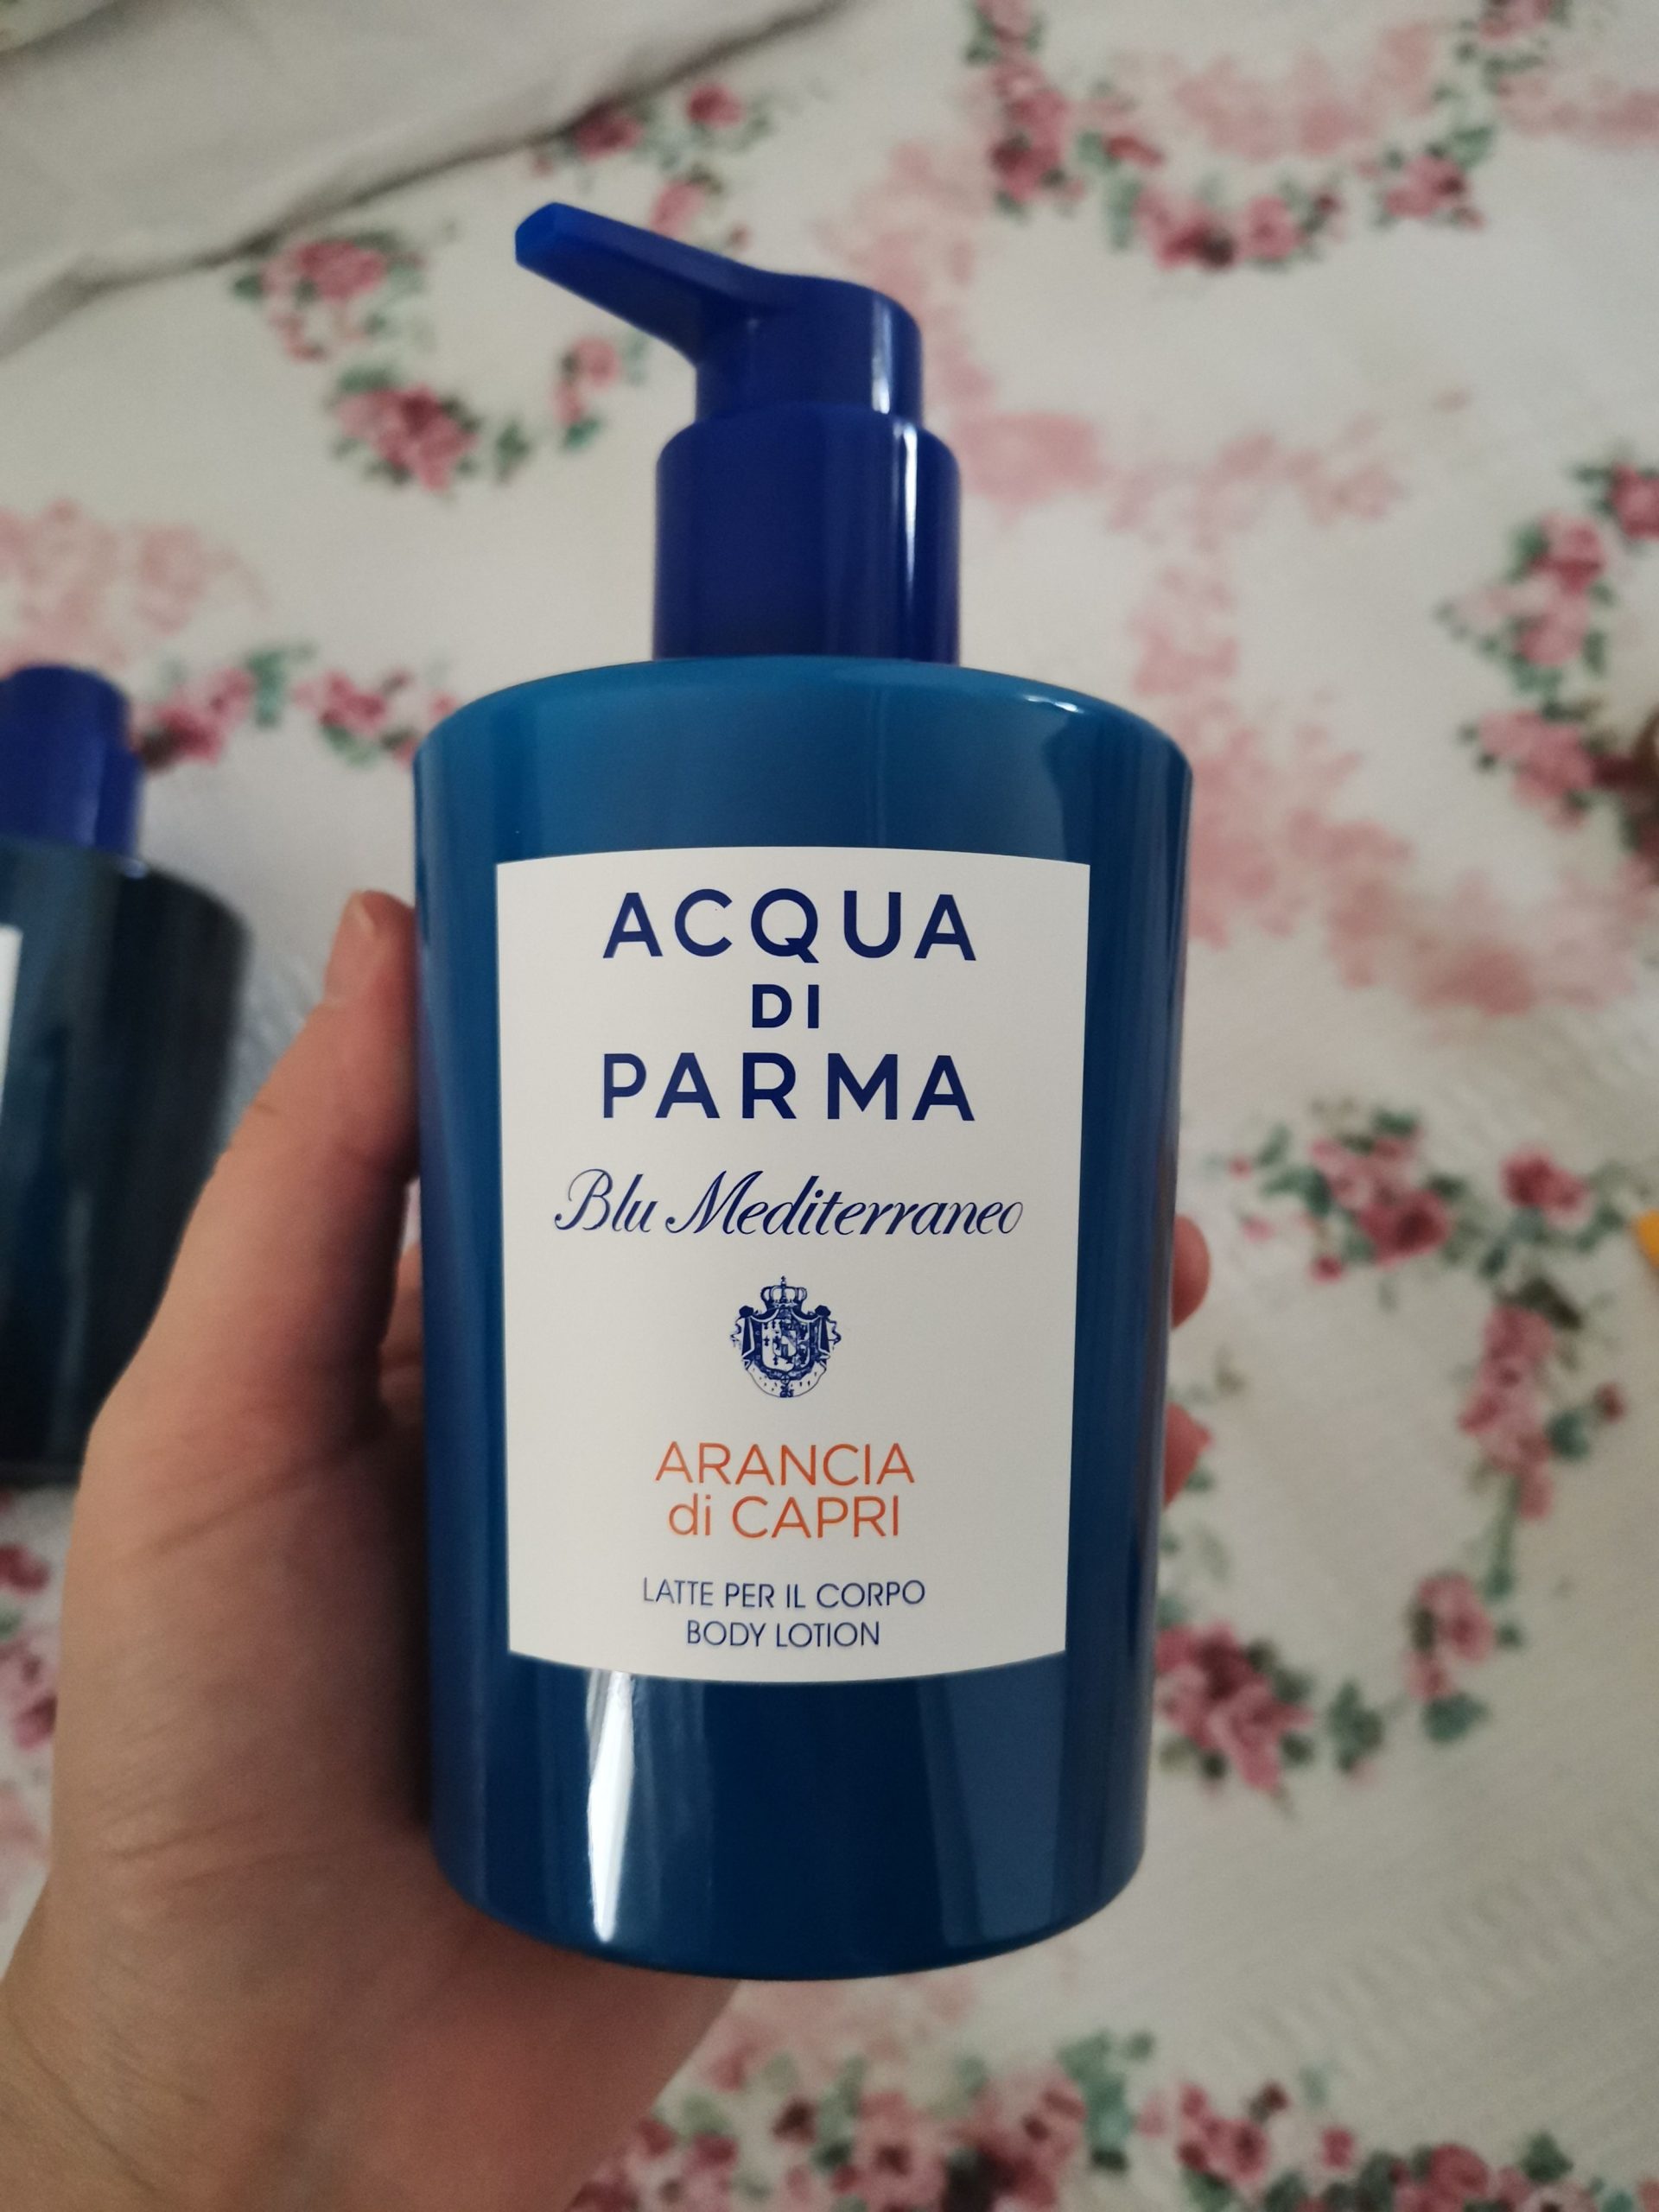 ACQUA
DI
PARMA
Blu Mediterraneo
ARANCIA
di CAPRI
LATTE PER IL CORPO
BODY LOTION